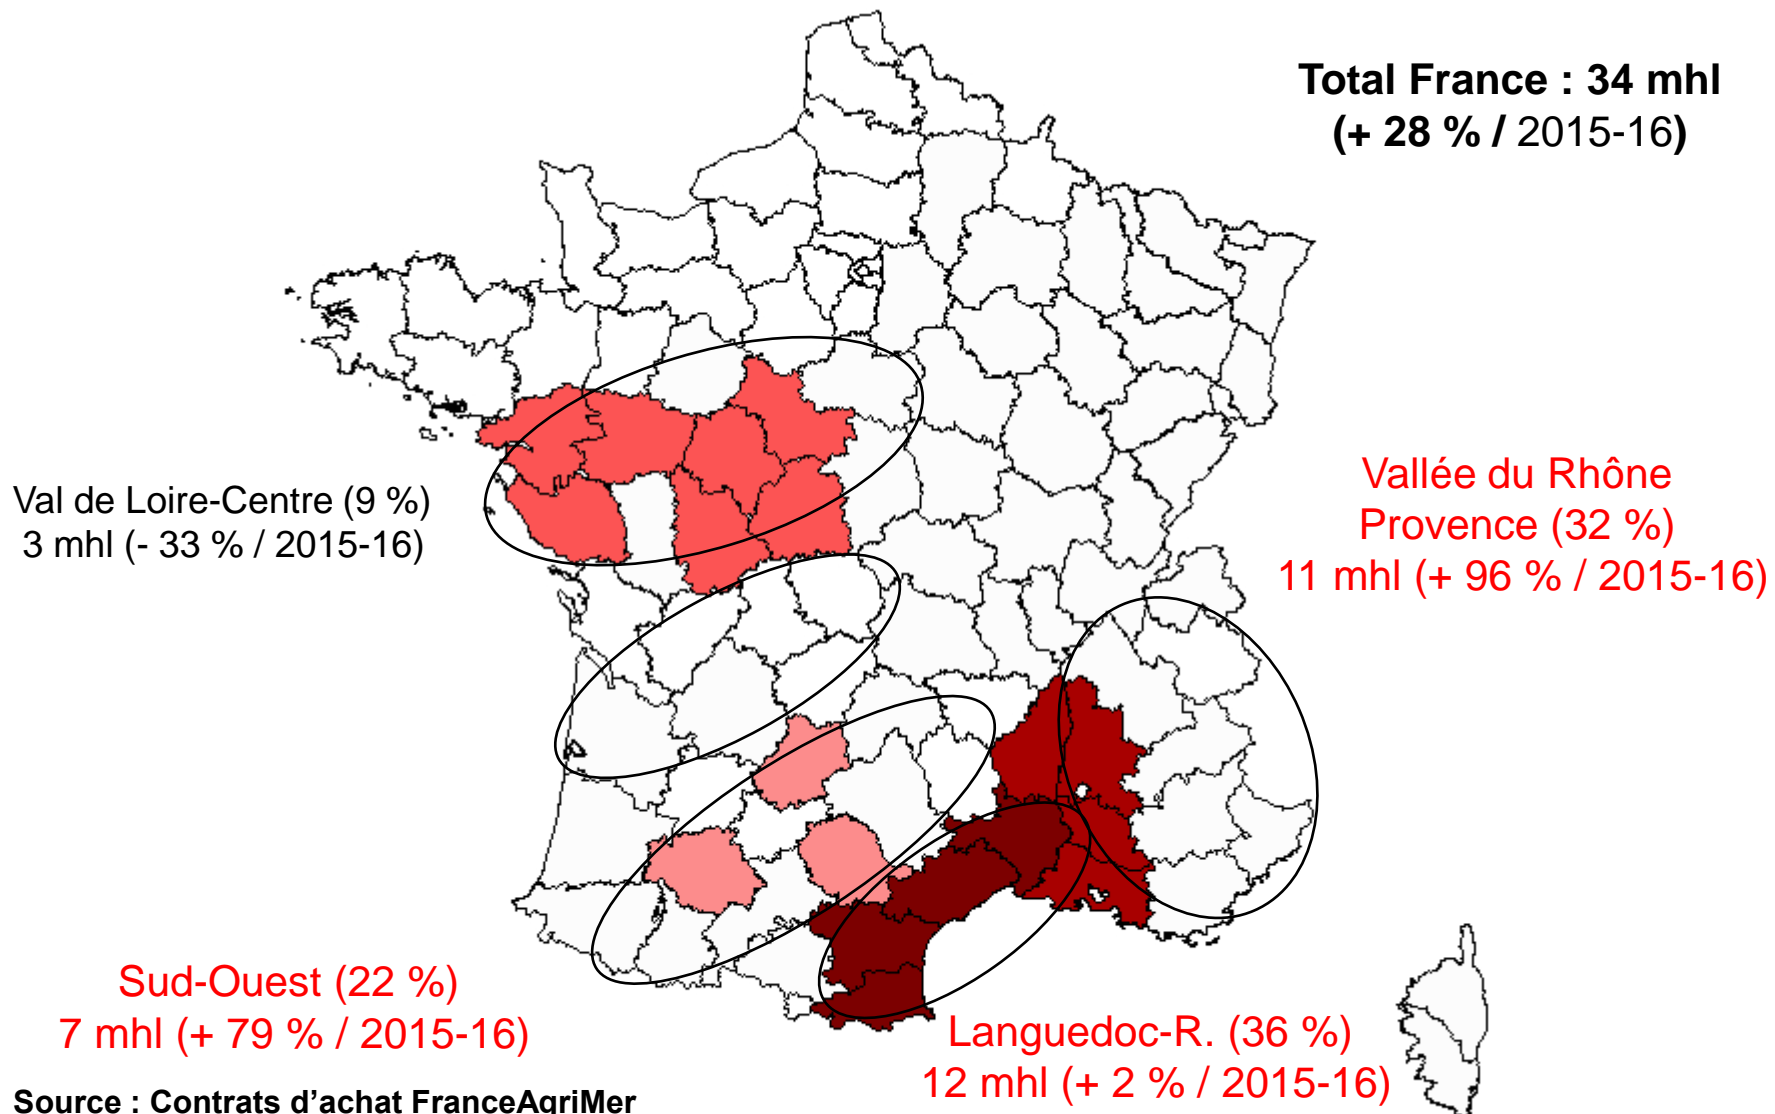 Total France : 34 mhl
(+ 28 % / 2015-16)
Val de Loire-Centre (9 %)
3 mhl (- 33 % / 2015-16)
Vallée du Rhône
Provence (32 %)
11 mhl (+ 96 % / 2015-16)
Sud-Ouest (22 %)
7 mhl (+ 79 % / 2015-16)
Languedoc-R. (36 %)
12 mhl (+ 2 % / 2015-16)
Source : Contrats d'achat FranceAgriMer